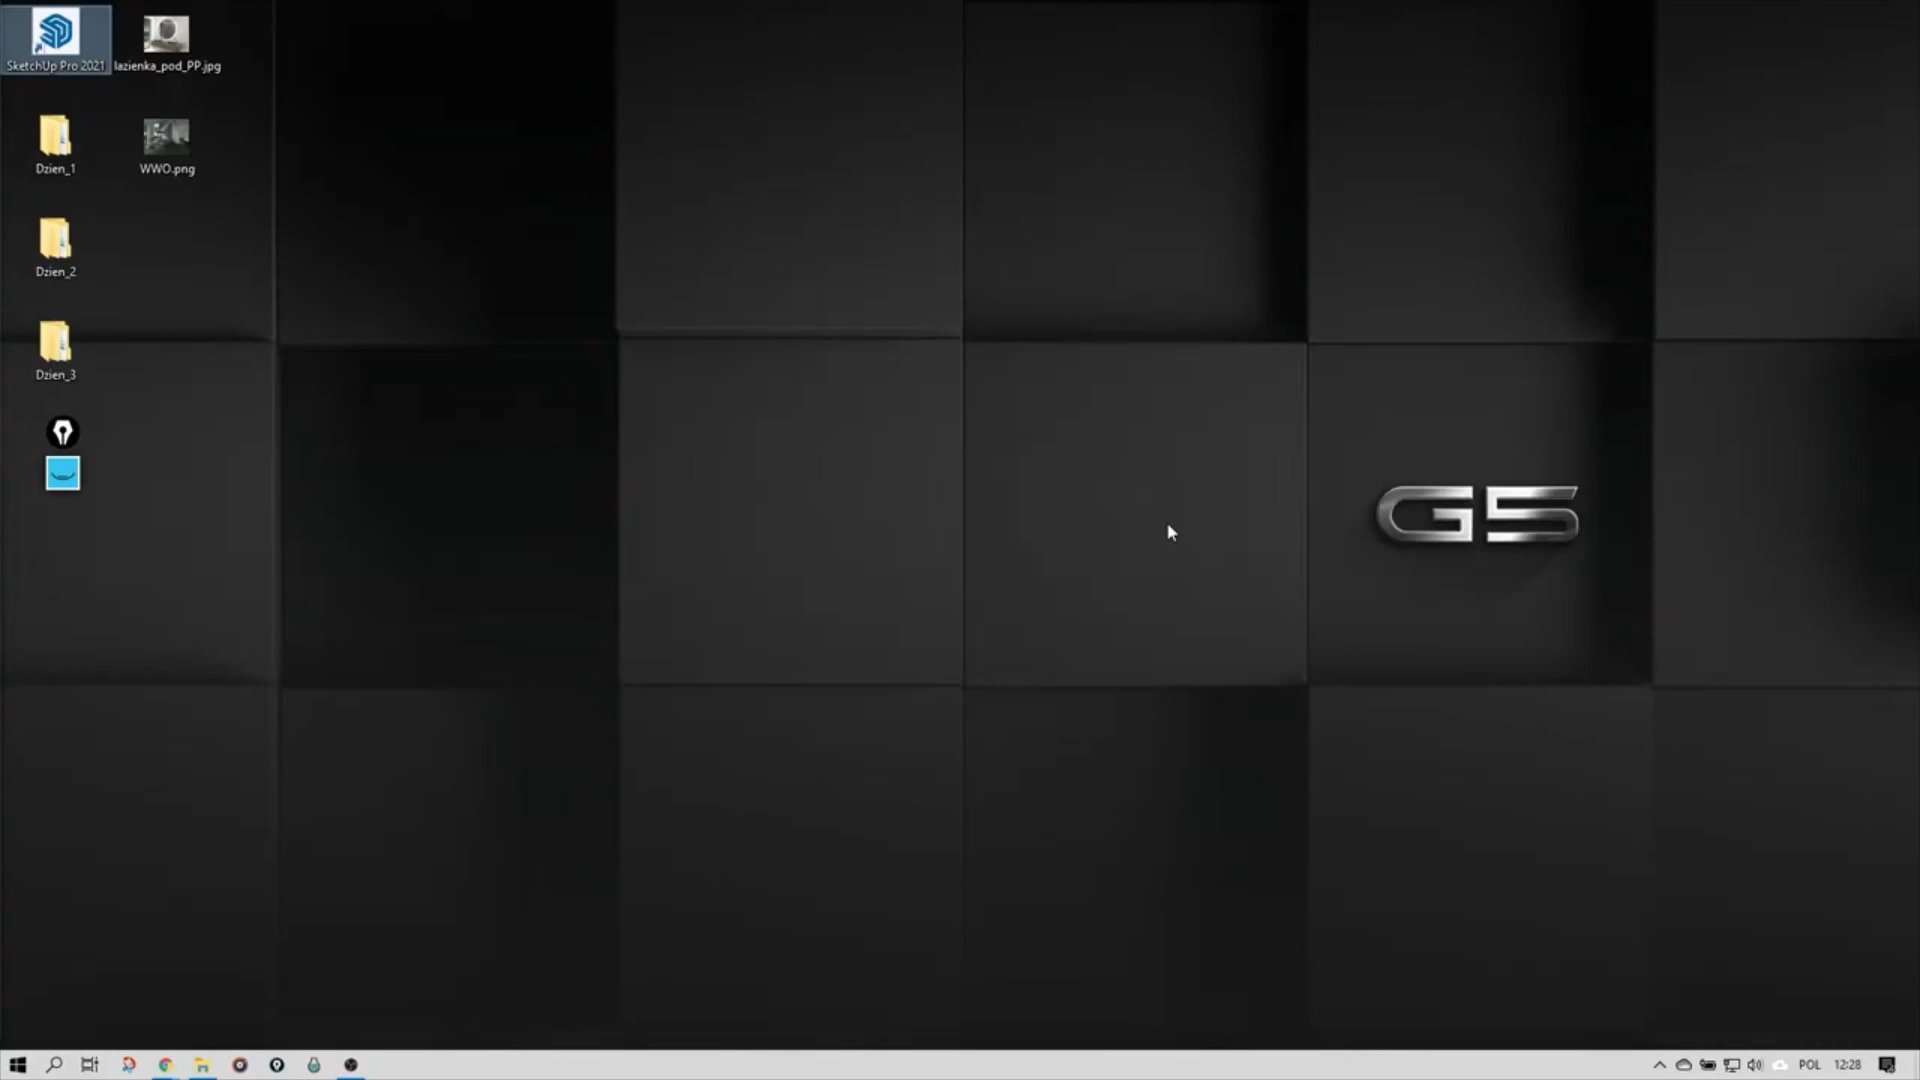 SketchUp Pro 2021
lazienka_pod_PP.jpg
Dzien_1
WWO.png
Dzien_2
Dzien_3
G5
POL
12:28